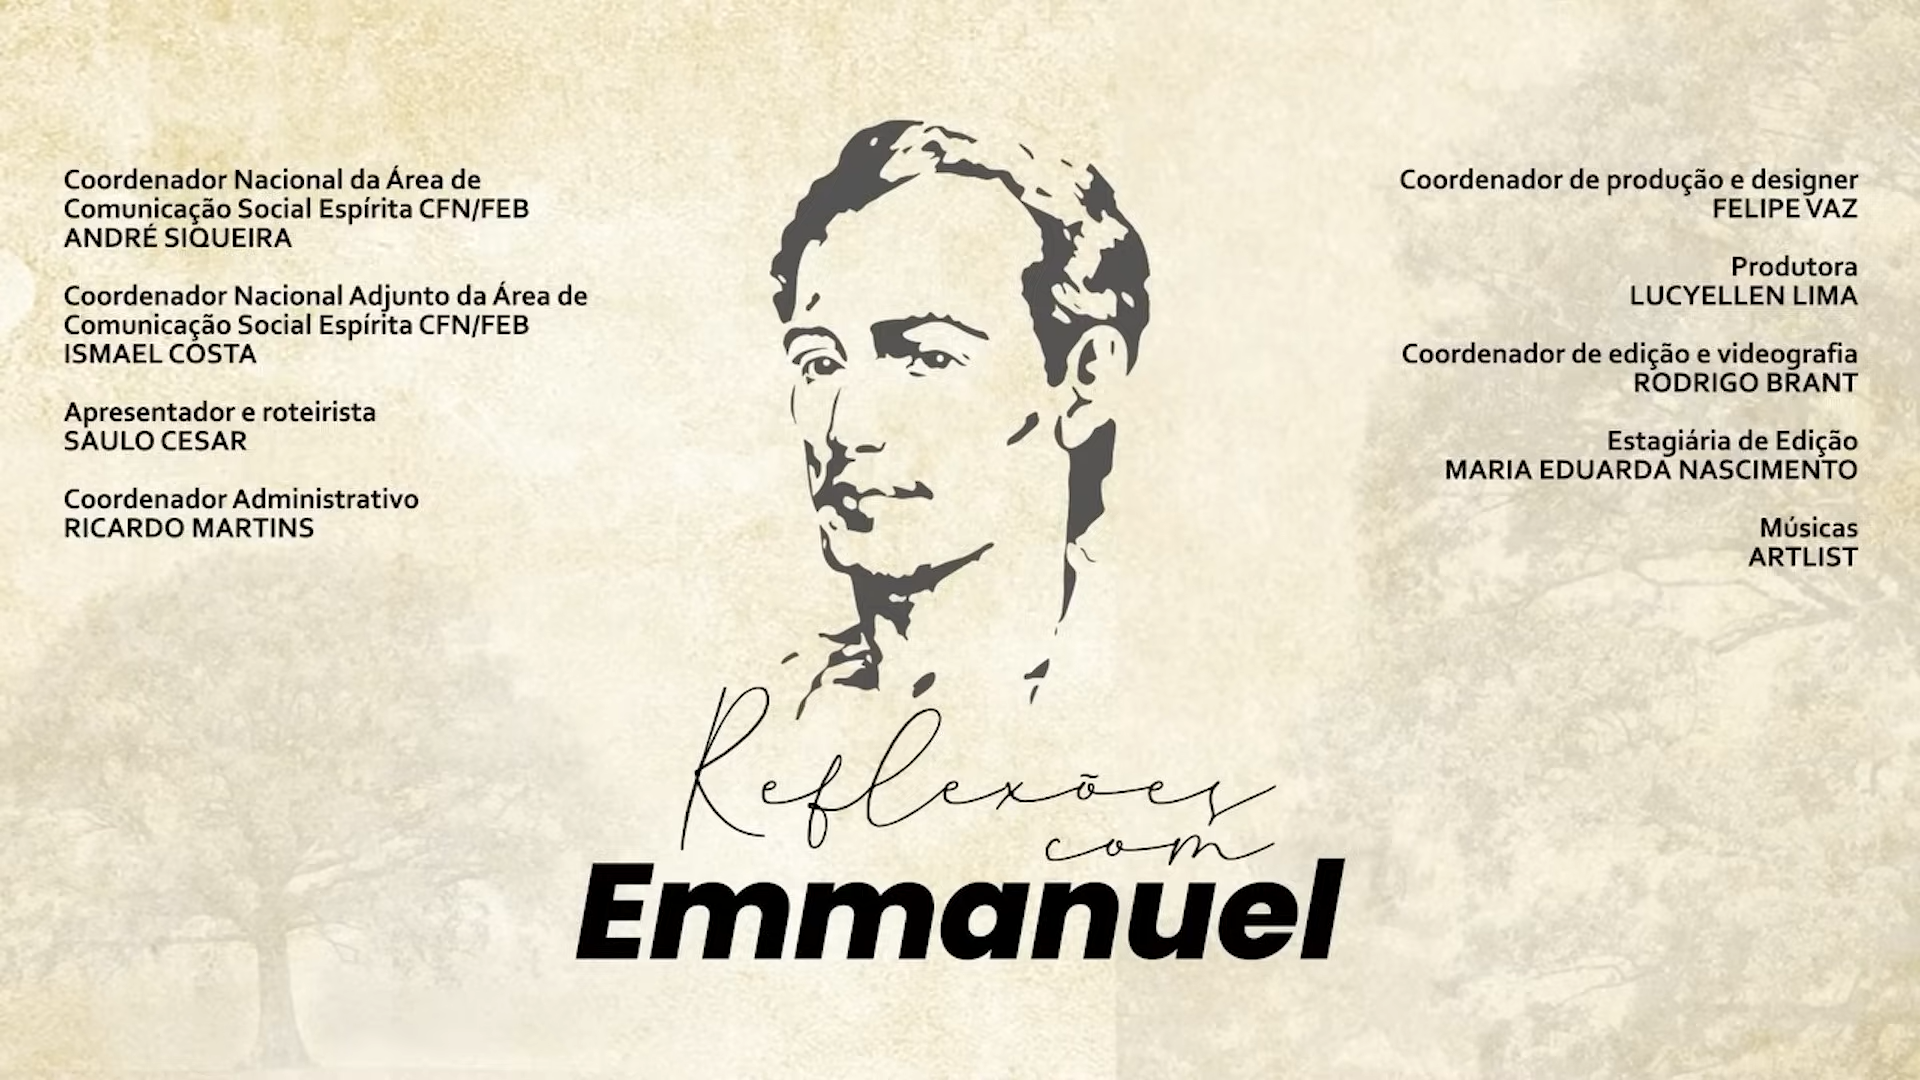 Coordenador Nacional da Área de
Comunicação Social Espírita CFN/FEB
ANDRÉ SIQUEIRA
Coordenador Nacional Adjunto da Área de
Comunicação Social Espírita CFN/FEB
ISMAEL COSTA
Apresentador e roteirista
SAULO CESAR
Coordenador Administrativo
RICARDO MARTINS
Coordenador de produção e designer
FELIPE VAZ
Produtora
LUCYELLEN LIMA
Coordenador de edição e videografia
RODRIGO BRANT
Estagiária de Edição
MARIA EDUARDA NASCIMENTO
Músicas
ARTLIST
Reflexões
com
Emmanuel